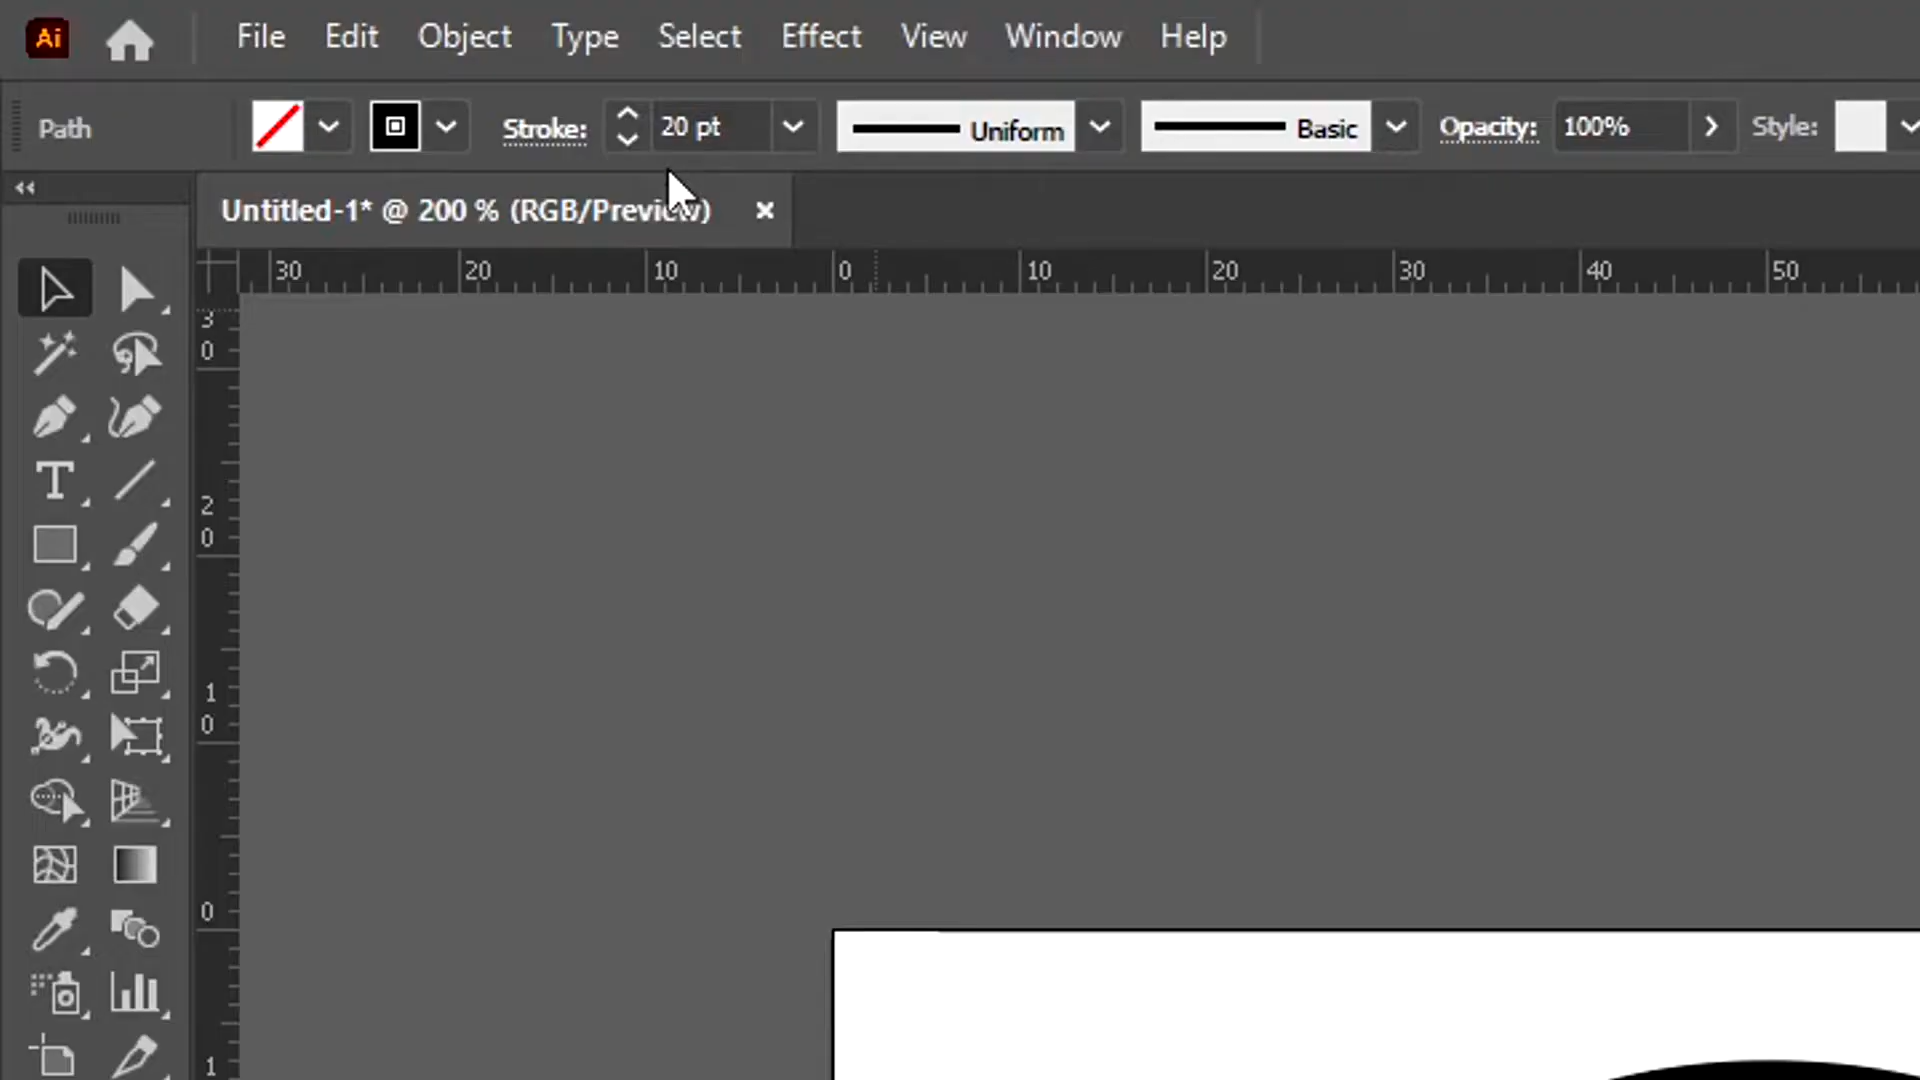 Ai File Edit Object Type Select Effect View Window Help
Path Stroke: 20 pt Uniform Basic Opacity: 100% Style:
Untitled-1* @ 200 % (RGB/Preview) ×
30 20 10 0 10 20 30 40 50
3
0
2
0
1
0
0
1